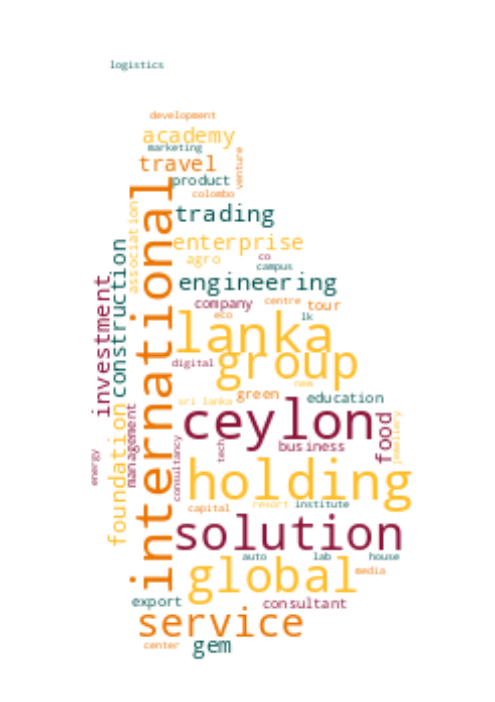 logistics
development
academy
marketing
travel
venture
product
colombo
association
international
trading
enterprise
agro
co
campus
construction
investment
engineering
company
centre
tour
eco
lk
lanka
group
digital
new
green
sri lanka
education
foundation
management
ceylon
food
jewellery
business
tech
consultancy
energy
holding
capital
resort
institute
solution
auto
lab
house
global
media
export
consultant
service
center
gem